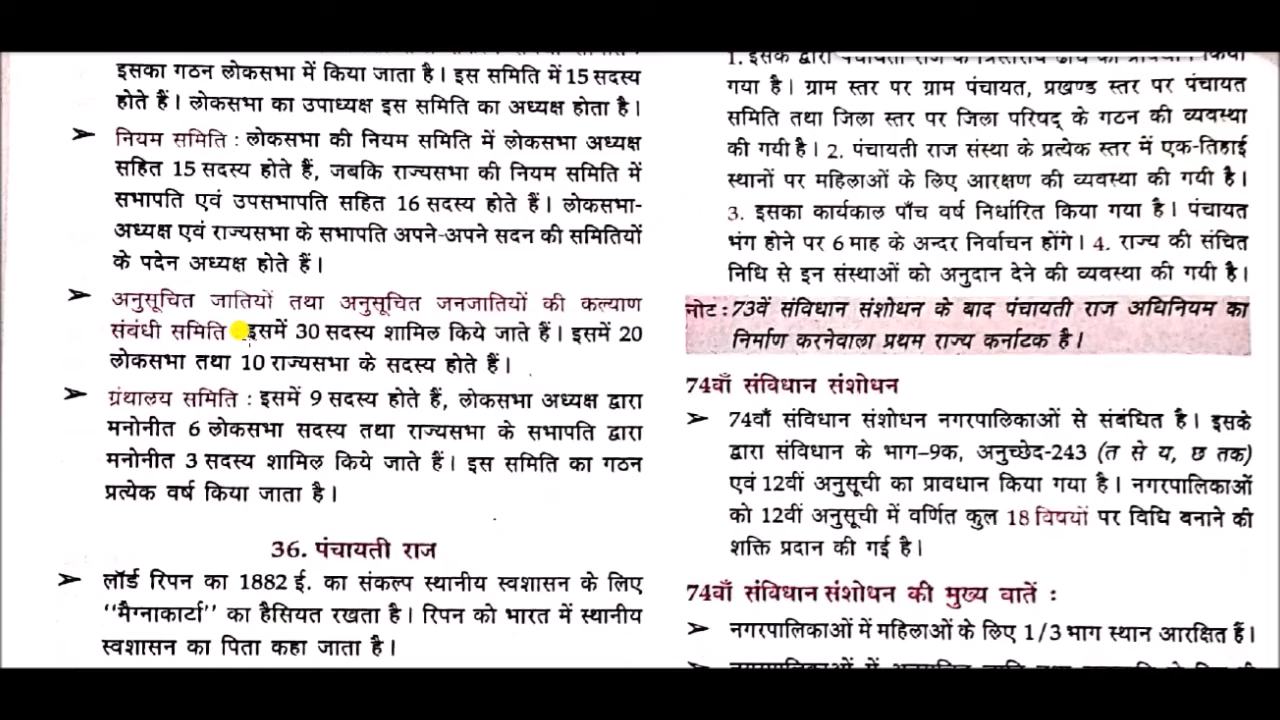 इसका गठन लोकसभा में किया जाता है। इस समिति में 15 सदस्य
होते हैं। लोकसभा का उपाध्यक्ष इस समिति का अध्यक्ष होता है।
➤ नियम समिति : लोकसभा की नियम समिति में लोकसभा अध्यक्ष
सहित 15 सदस्य होते हैं, जबकि राज्यसभा की नियम समिति में
सभापति एवं उपसभापति सहित 16 सदस्य होते हैं। लोकसभा-
अध्यक्ष एवं राज्यसभा के सभापति अपने-अपने सदन की समितियों
के पदेन अध्यक्ष होते हैं।
➤ अनुसूचित जातियों तथा अनुसूचित जनजातियों की कल्याण
संबंधी समिति इसमें 30 सदस्य शामिल किये जाते हैं। इसमें 20
लोकसभा तथा 10 राज्यसभा के सदस्य होते हैं।
➤ ग्रंथालय समिति : इसमें 9 सदस्य होते हैं, लोकसभा अध्यक्ष द्वारा
मनोनीत 6 लोकसभा सदस्य तथा राज्यसभा के सभापति द्वारा
मनोनीत 3 सदस्य शामिल किये जाते हैं। इस समिति का गठन
प्रत्येक वर्ष किया जाता है।
36. पंचायती राज
➤ लॉर्ड रिपन का 1882 ई. का संकल्प स्थानीय स्वशासन के लिए
"मैग्नाकार्टा" का हैसियत रखता है। रिपन को भारत में स्थानीय
स्वशासन का पिता कहा जाता है।
1. इसके द्वारा पंचायती राज के त्रिस्तरीय ढाँचे का प्रावधान किया
गया है। ग्राम स्तर पर ग्राम पंचायत, प्रखण्ड स्तर पर पंचायत
समिति तथा जिला स्तर पर जिला परिषद् के गठन की व्यवस्था
की गयी है। 2. पंचायती राज संस्था के प्रत्येक स्तर में एक-तिहाई
स्थानों पर महिलाओं के लिए आरक्षण की व्यवस्था की गयी है।
3. इसका कार्यकाल पाँच वर्ष निर्धारित किया गया है। पंचायत
भंग होने पर 6 माह के अन्दर निर्वाचन होंगे। 4. राज्य की संचित
निधि से इन संस्थाओं को अनुदान देने की व्यवस्था की गयी है।
नोट : 73वें संविधान संशोधन के बाद पंचायती राज अधिनियम का
निर्माण करनेवाला प्रथम राज्य कर्नाटक है।
74वाँ संविधान संशोधन
➤ 74वाँ संविधान संशोधन नगरपालिकाओं से संबंधित है। इसके
द्वारा संविधान के भाग-9क, अनुच्छेद-243 (त से य, छ तक)
एवं 12वीं अनुसूची का प्रावधान किया गया है। नगरपालिकाओं
को 12वीं अनुसूची में वर्णित कुल 18 विषयों पर विधि बनाने की
शक्ति प्रदान की गई है।
74वाँ संविधान संशोधन की मुख्य बातें :
➤ नगरपालिकाओं में महिलाओं के लिए 1/3 भाग स्थान आरक्षित हैं।